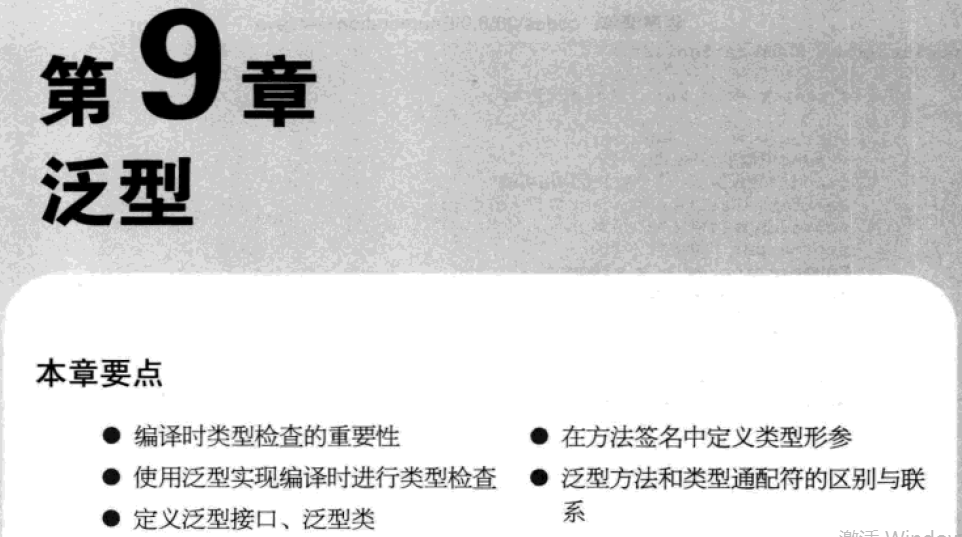 第9章
泛型
本章要点
● 编译时类型检查的重要性
● 使用泛型实现编译时进行类型检查
● 定义泛型接口、泛型类
● 在方法签名中定义类型形参
● 泛型方法和类型通配符的区别与联
系
激活 Window